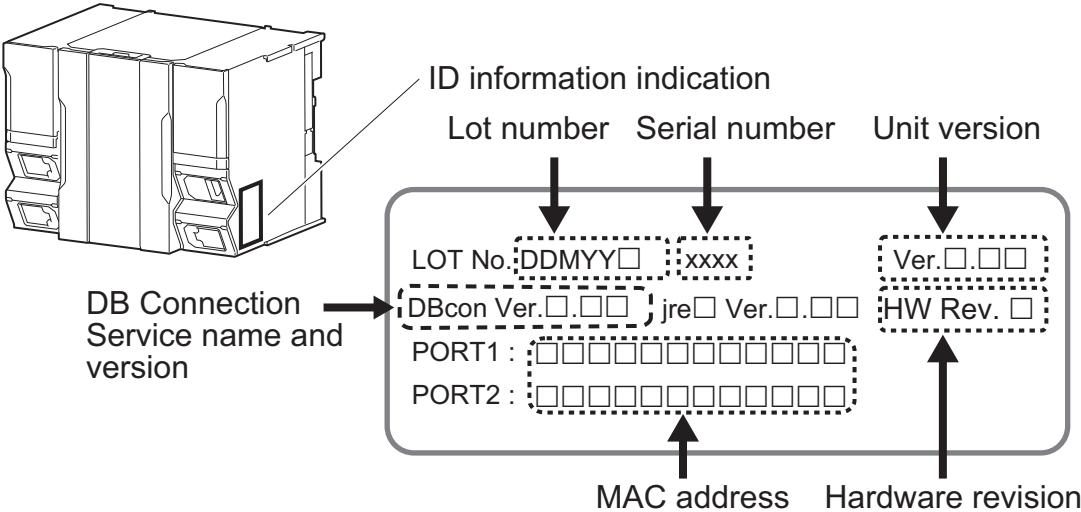 ID information indication
Lot number Serial number Unit version
LOT No. DDMYY□ xxxx Ver.□.□□
DB Connection
Service name and
version
DBcon Ver.□.□□ jre□ Ver.□.□□ HW Rev. □
PORT1 : □□□□□□□□□□□□
PORT2 : □□□□□□□□□□□□
MAC address Hardware revision